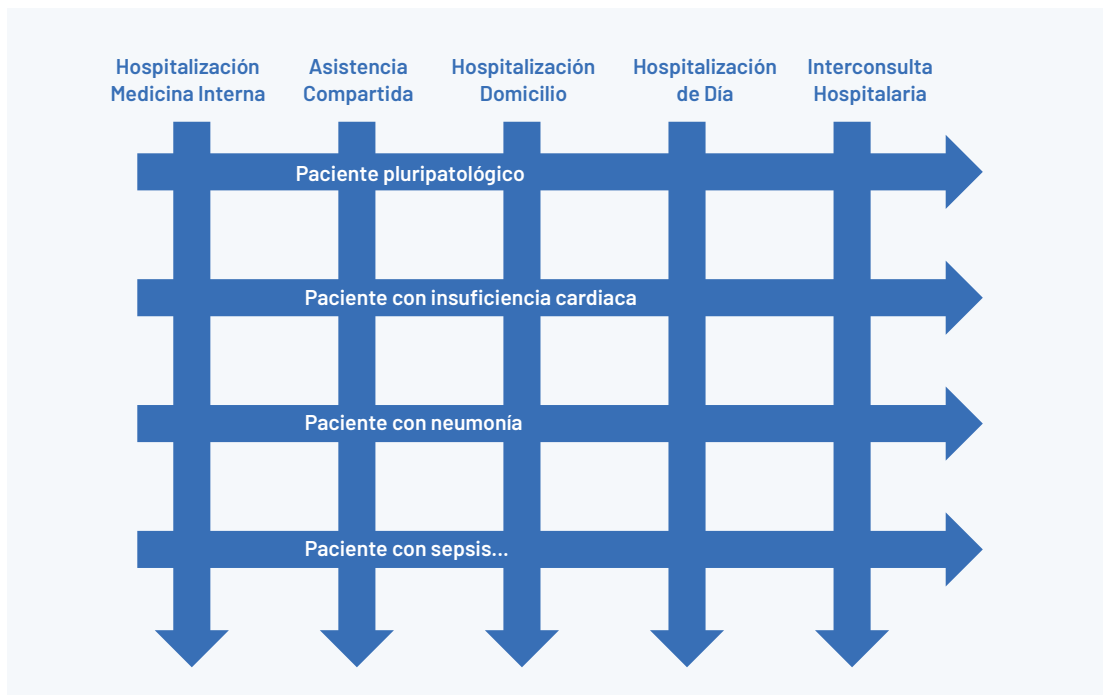 Hospitalización
Medicina Interna
Asistencia
Compartida
Hospitalización
Domicilio
Hospitalización
de Día
Interconsulta
Hospitalaria
Paciente pluripatológico
Paciente con insuficiencia cardiaca
Paciente con neumonía
Paciente con sepsis...